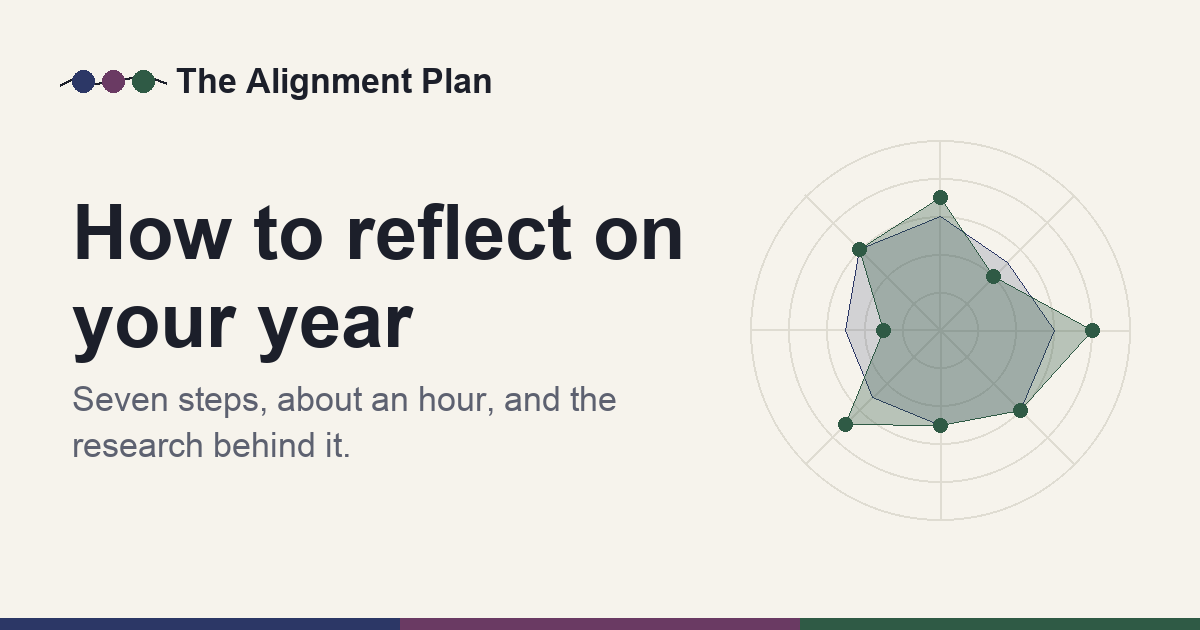 The Alignment Plan
How to reflect on
your year
Seven steps, about an hour, and the
research behind it.